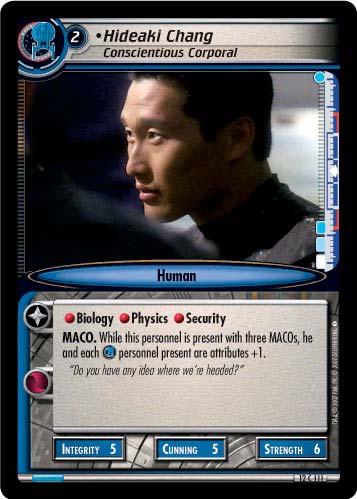 2
•Hideaki Chang
Conscientious Corporal
Human
Biology Physics Security
MACO. While this personnel is present with three MACOs, he
and each personnel present are attributes +1.
"Do you have any idea where we're headed?"
INTEGRITY 5 CUNNING 5 STRENGTH 6
12 C 111